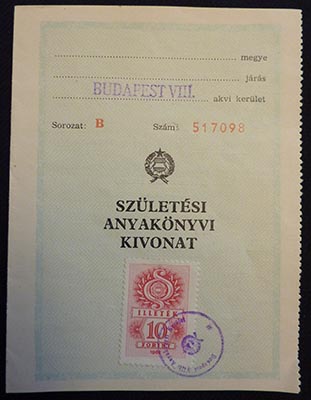 megye
járás
BUDAPEST VIII. akvi kerület
Sorozat: B Szám: 517098
SZÜLETÉSI
ANYAKÖNYVI
KIVONAT
ILLETÉK
10
FORINT